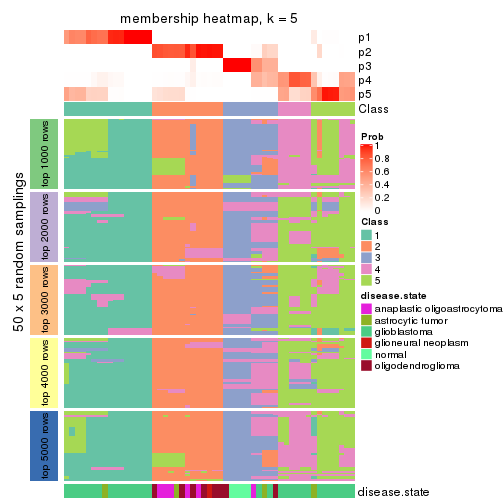 membership heatmap, k = 5
p1
p2
p3
p4
p5
Class
50 x 5 random samplings
top 1000 rows
top 2000 rows
top 3000 rows
top 4000 rows
top 5000 rows
disease.state
Prob
1
0.8
0.6
0.4
0.2
0
Class
1
2
3
4
5
disease.state
anaplastic oligoastrocytoma
astrocytic tumor
glioblastoma
glioneural neoplasm
normal
oligodendroglioma